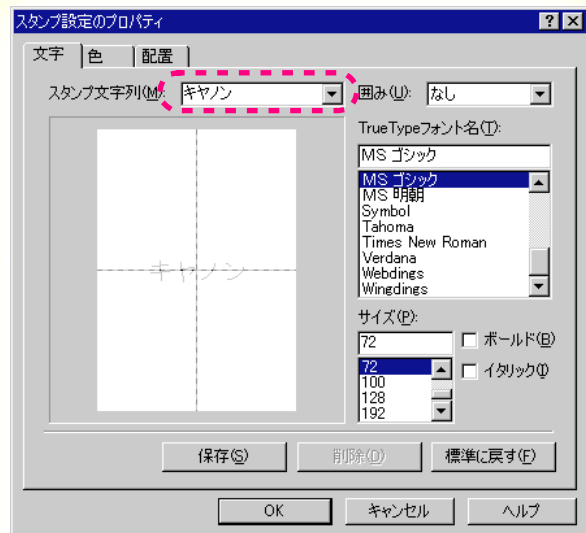 スタンプ設定のプロパティ
文字 色 配置
スタンプ文字列(M): キヤノン 囲み(U): なし
TrueTypeフォント名(T):
MS ゴシック
MS ゴシック
MS 明朝
Symbol
Tahoma
Times New Roman
Verdana
Webdings
Wingdings
キヤノン
サイズ(P):
72 ボールド(B)
72 イタリック(I)
100
128
192
保存(S) 削除(D) 標準に戻す(F)
OK キャンセル ヘルプ